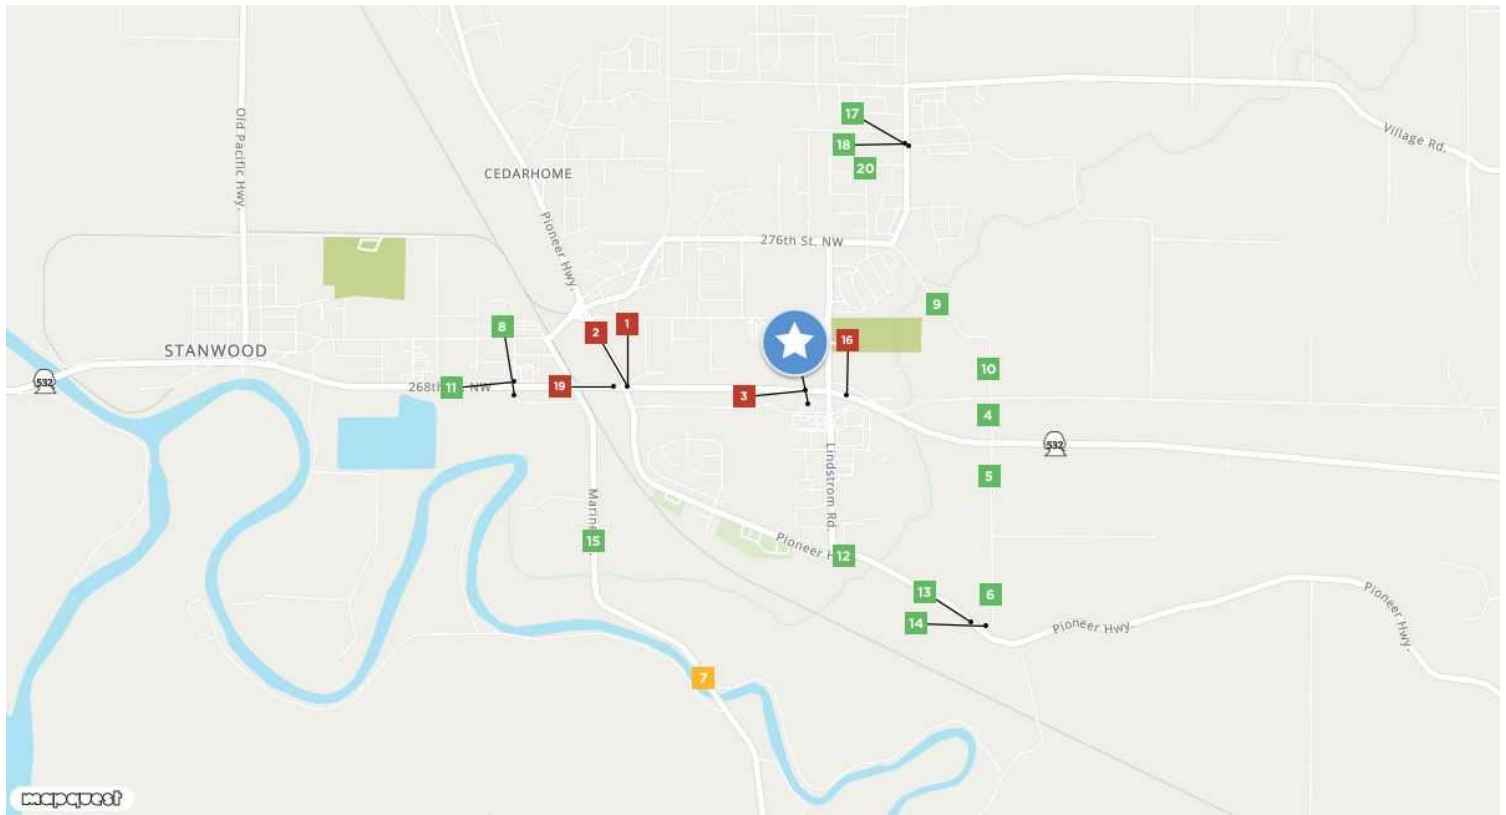 17
Old Pacific Hwy.
Village Rd.
18
20
CEDARHOME
Pioneer Hwy.
276th St. NW
9
8
2
1
16
STANWOOD
10
532
268th
NW
11
19
3
4
532
5
Lindstrom Rd.
Marine
15
Pioneer H
12
13
6
14
Pioneer Hwy.
Pioneer Hwy.
7
mapquest